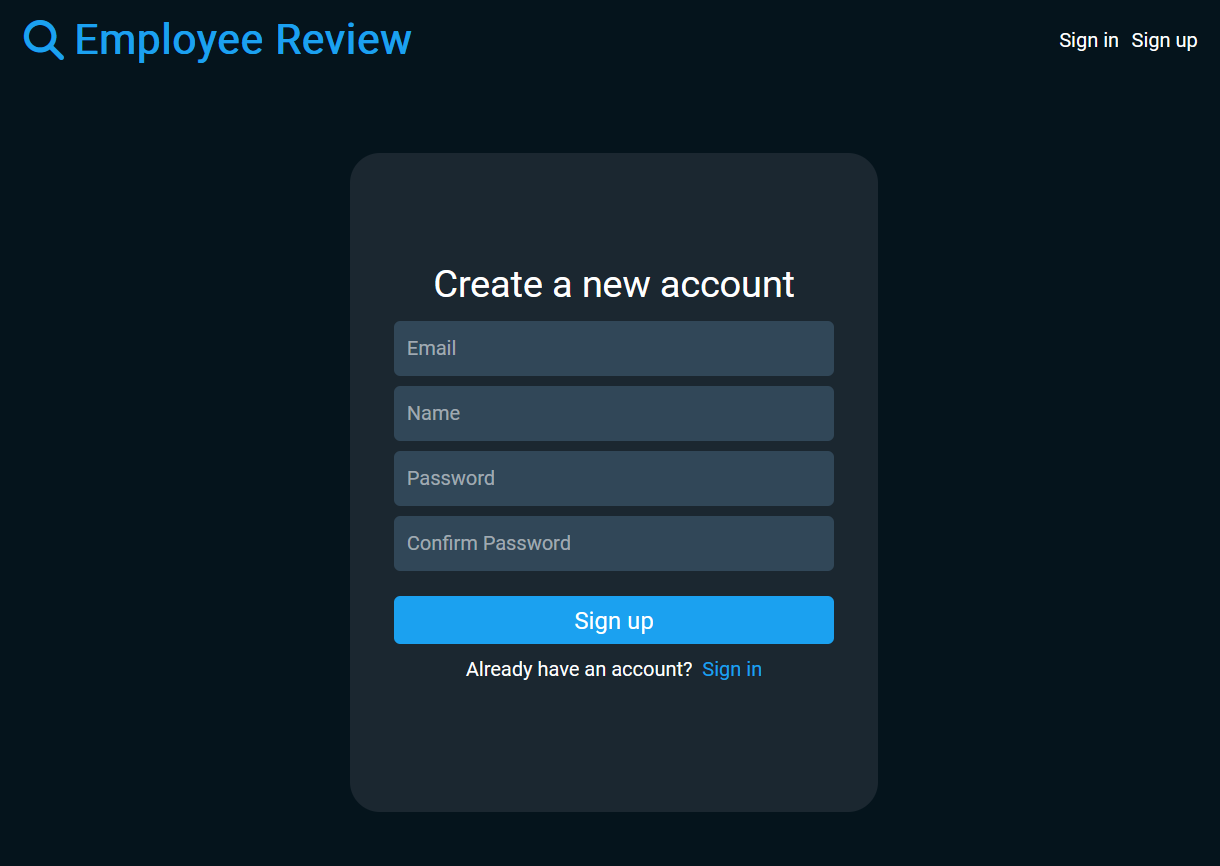 Employee Review
Sign in Sign up
Create a new account
Email
Name
Password
Confirm Password
Sign up
Already have an account? Sign in